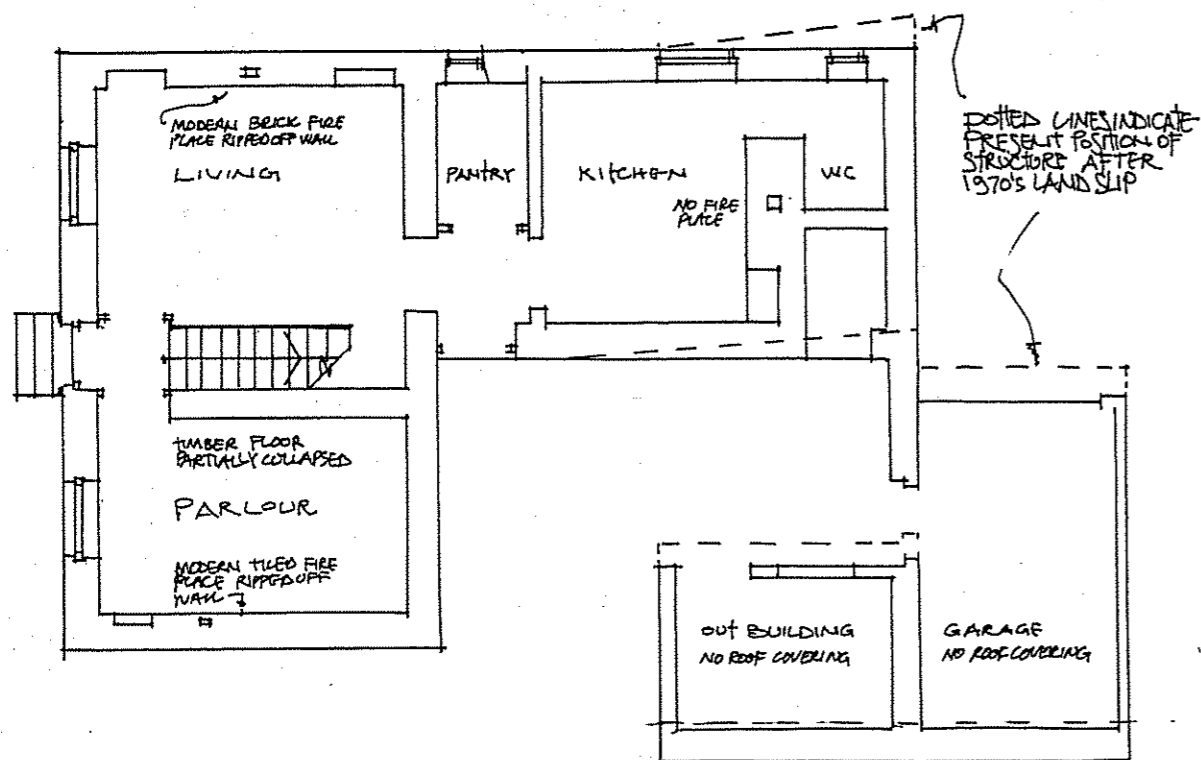 MODERN BRICK FIRE
PLACE RIPPED OFF WALL
LIVING
PANTRY
KITCHEN
NO FIRE
PLACE
WC
DOTTED LINES INDICATE
PRESENT POSITION OF
STRUCTURE AFTER
1970's LAND SLIP
TIMBER FLOOR
PARTIALLY COLLAPSED
PARLOUR
MODERN TILED FIRE
PLACE RIPPED OFF
WALL
OUT BUILDING
NO ROOF COVERING
GARAGE
NO ROOF COVERING